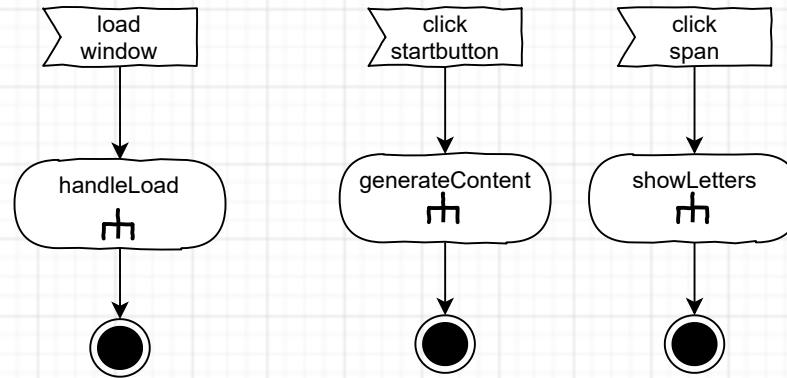 load
window
click
startbutton
click
span
handleLoad
generateContent
showLetters